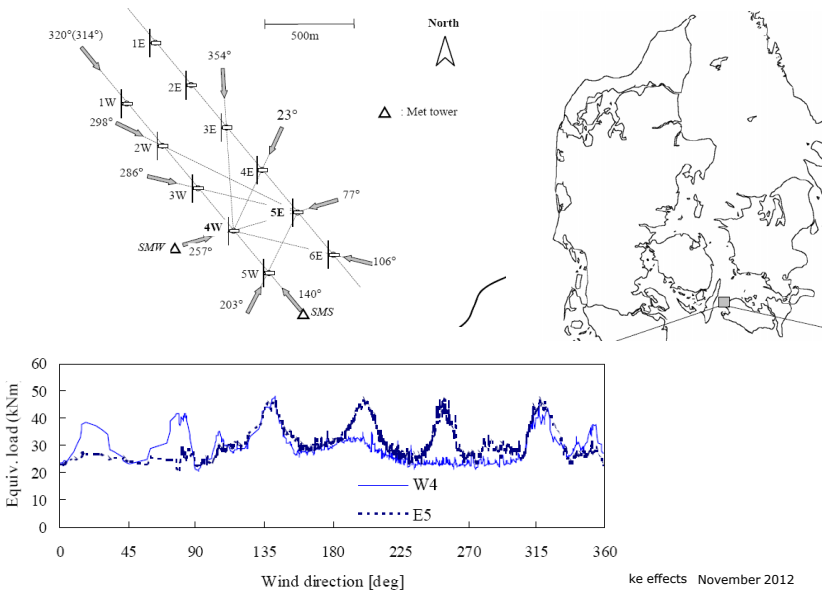 North
500m
320°(314°)
354°
1E
2E
1W
23°
: Met tower
3E
298°
2W
4E
286°
3W
77°
5E
4W
SMW
257°
6E
106°
5W
140°
203°
SMS
60
50
40
30
20
10
0
Equiv. load (kNm
W4
E5
0 45 90 135 180 225 270 315 360
Wind direction [deg]
ke effects November 2012